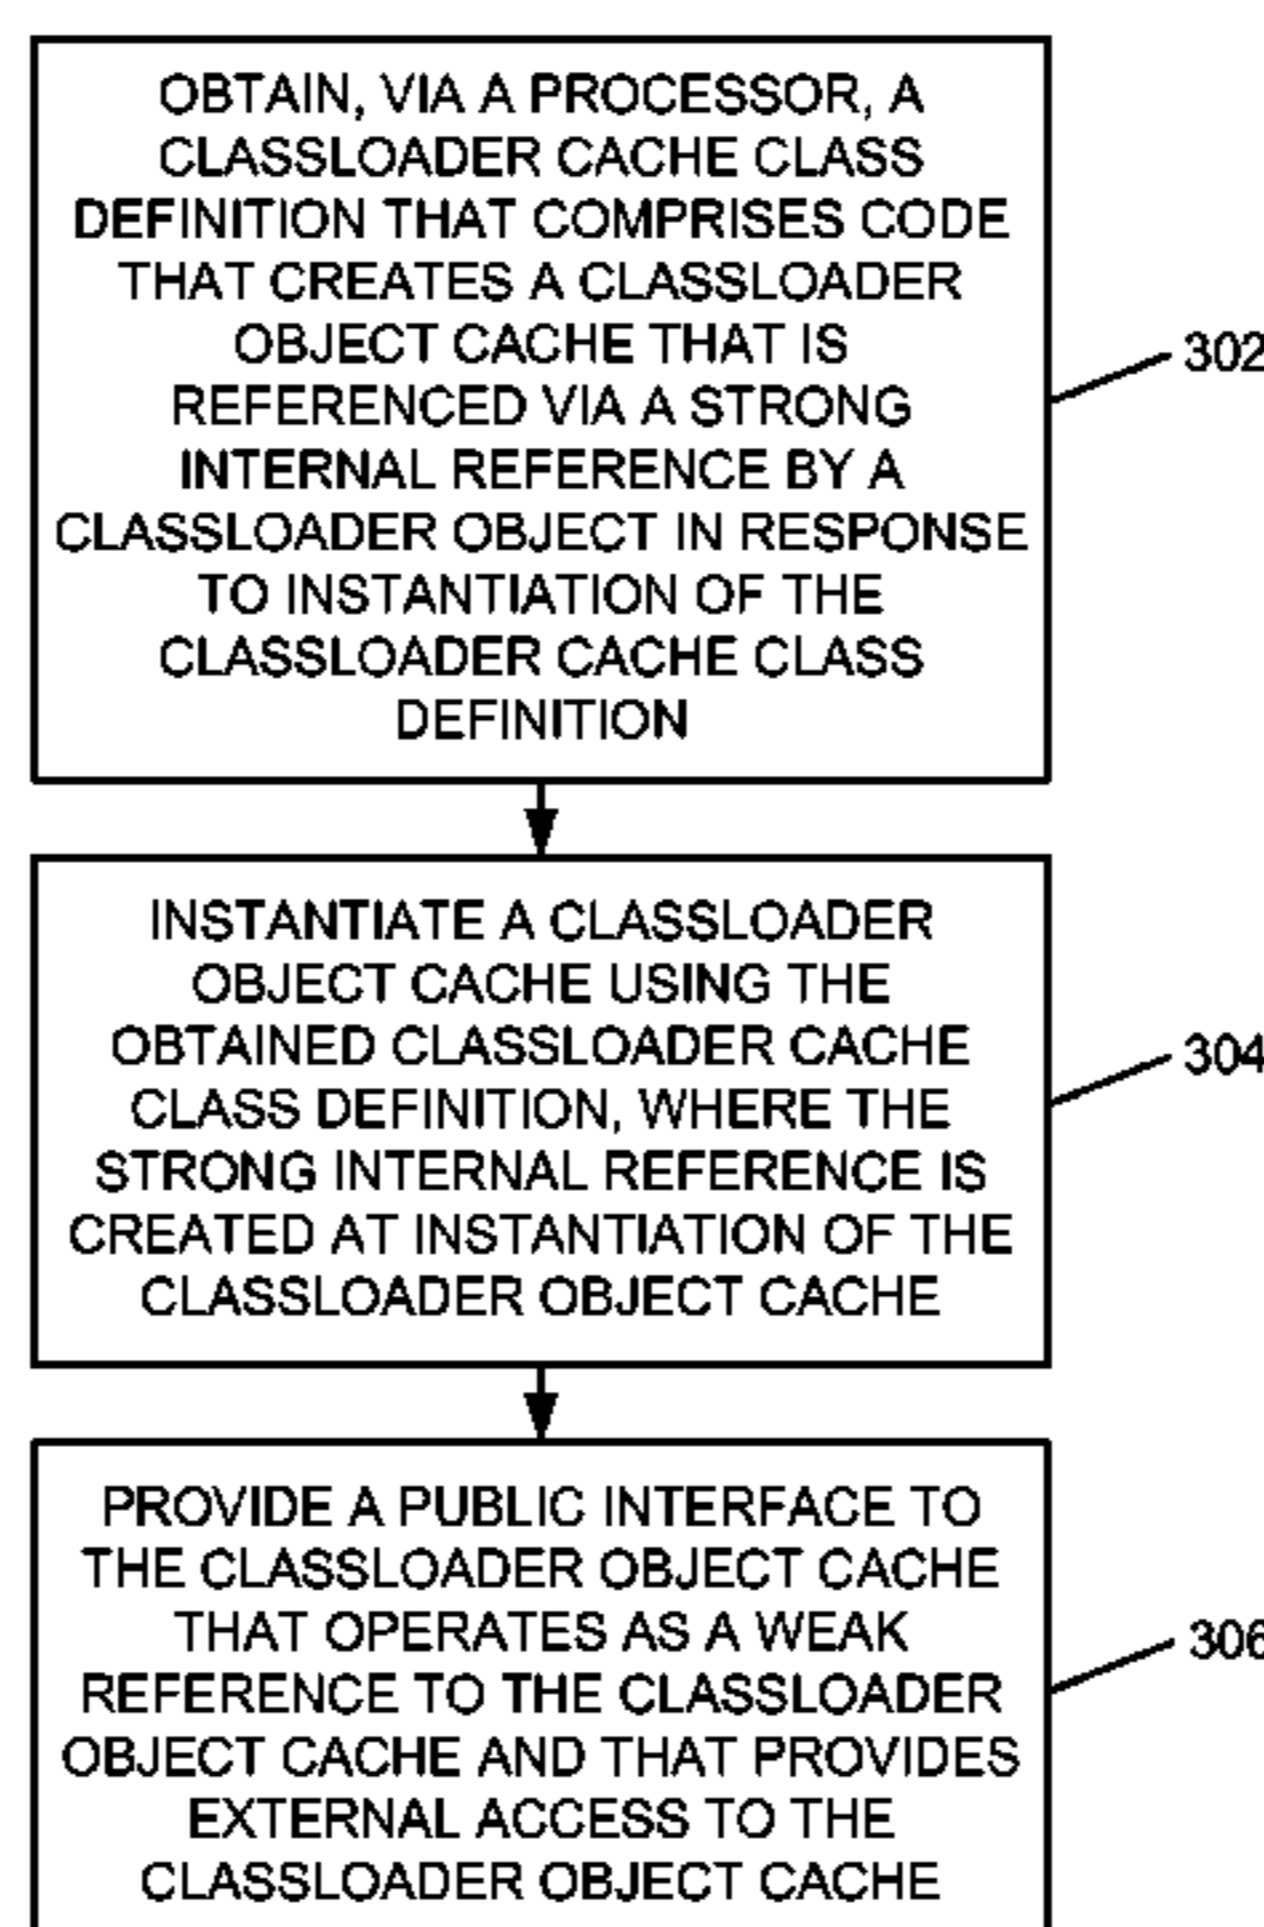 OBTAIN, VIA A PROCESSOR, A
CLASSLOADER CACHE CLASS
DEFINITION THAT COMPRISES CODE
THAT CREATES A CLASSLOADER
OBJECT CACHE THAT IS
REFERENCED VIA A STRONG
INTERNAL REFERENCE BY A
CLASSLOADER OBJECT IN RESPONSE
TO INSTANTIATION OF THE
CLASSLOADER CACHE CLASS
DEFINITION
302
INSTANTIATE A CLASSLOADER
OBJECT CACHE USING THE
OBTAINED CLASSLOADER CACHE
CLASS DEFINITION, WHERE THE
STRONG INTERNAL REFERENCE IS
CREATED AT INSTANTIATION OF THE
CLASSLOADER OBJECT CACHE
304
PROVIDE A PUBLIC INTERFACE TO
THE CLASSLOADER OBJECT CACHE
THAT OPERATES AS A WEAK
REFERENCE TO THE CLASSLOADER
OBJECT CACHE AND THAT PROVIDES
EXTERNAL ACCESS TO THE
CLASSLOADER OBJECT CACHE
306